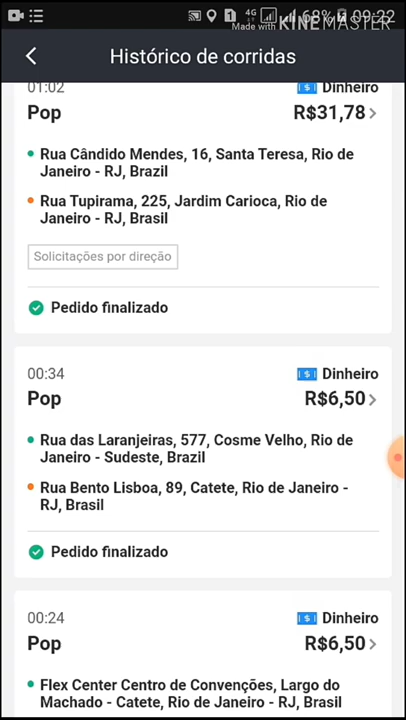 4G 68% 09:22
Made with KINEMASTER
Histórico de corridas
01:02 Dinheiro
Pop R$31,78
Rua Cândido Mendes, 16, Santa Teresa, Rio de
Janeiro - RJ, Brazil
Rua Tupirama, 225, Jardim Carioca, Rio de
Janeiro - RJ, Brasil
Solicitações por direção
Pedido finalizado
00:34 Dinheiro
Pop R$6,50
Rua das Laranjeiras, 577, Cosme Velho, Rio de
Janeiro - Sudeste, Brazil
Rua Bento Lisboa, 89, Catete, Rio de Janeiro -
RJ, Brasil
Pedido finalizado
00:24 Dinheiro
Pop R$6,50
Flex Center Centro de Convenções, Largo do
Machado - Catete, Rio de Janeiro - RJ, Brasil